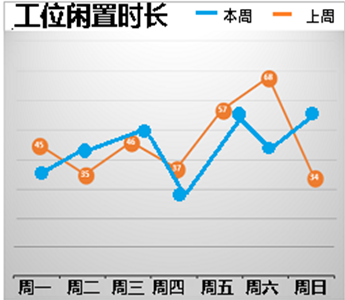 工位闲置时长
本周 上周
45 35 46 37 57 68 34
周一 周二 周三 周四 周五 周六 周日